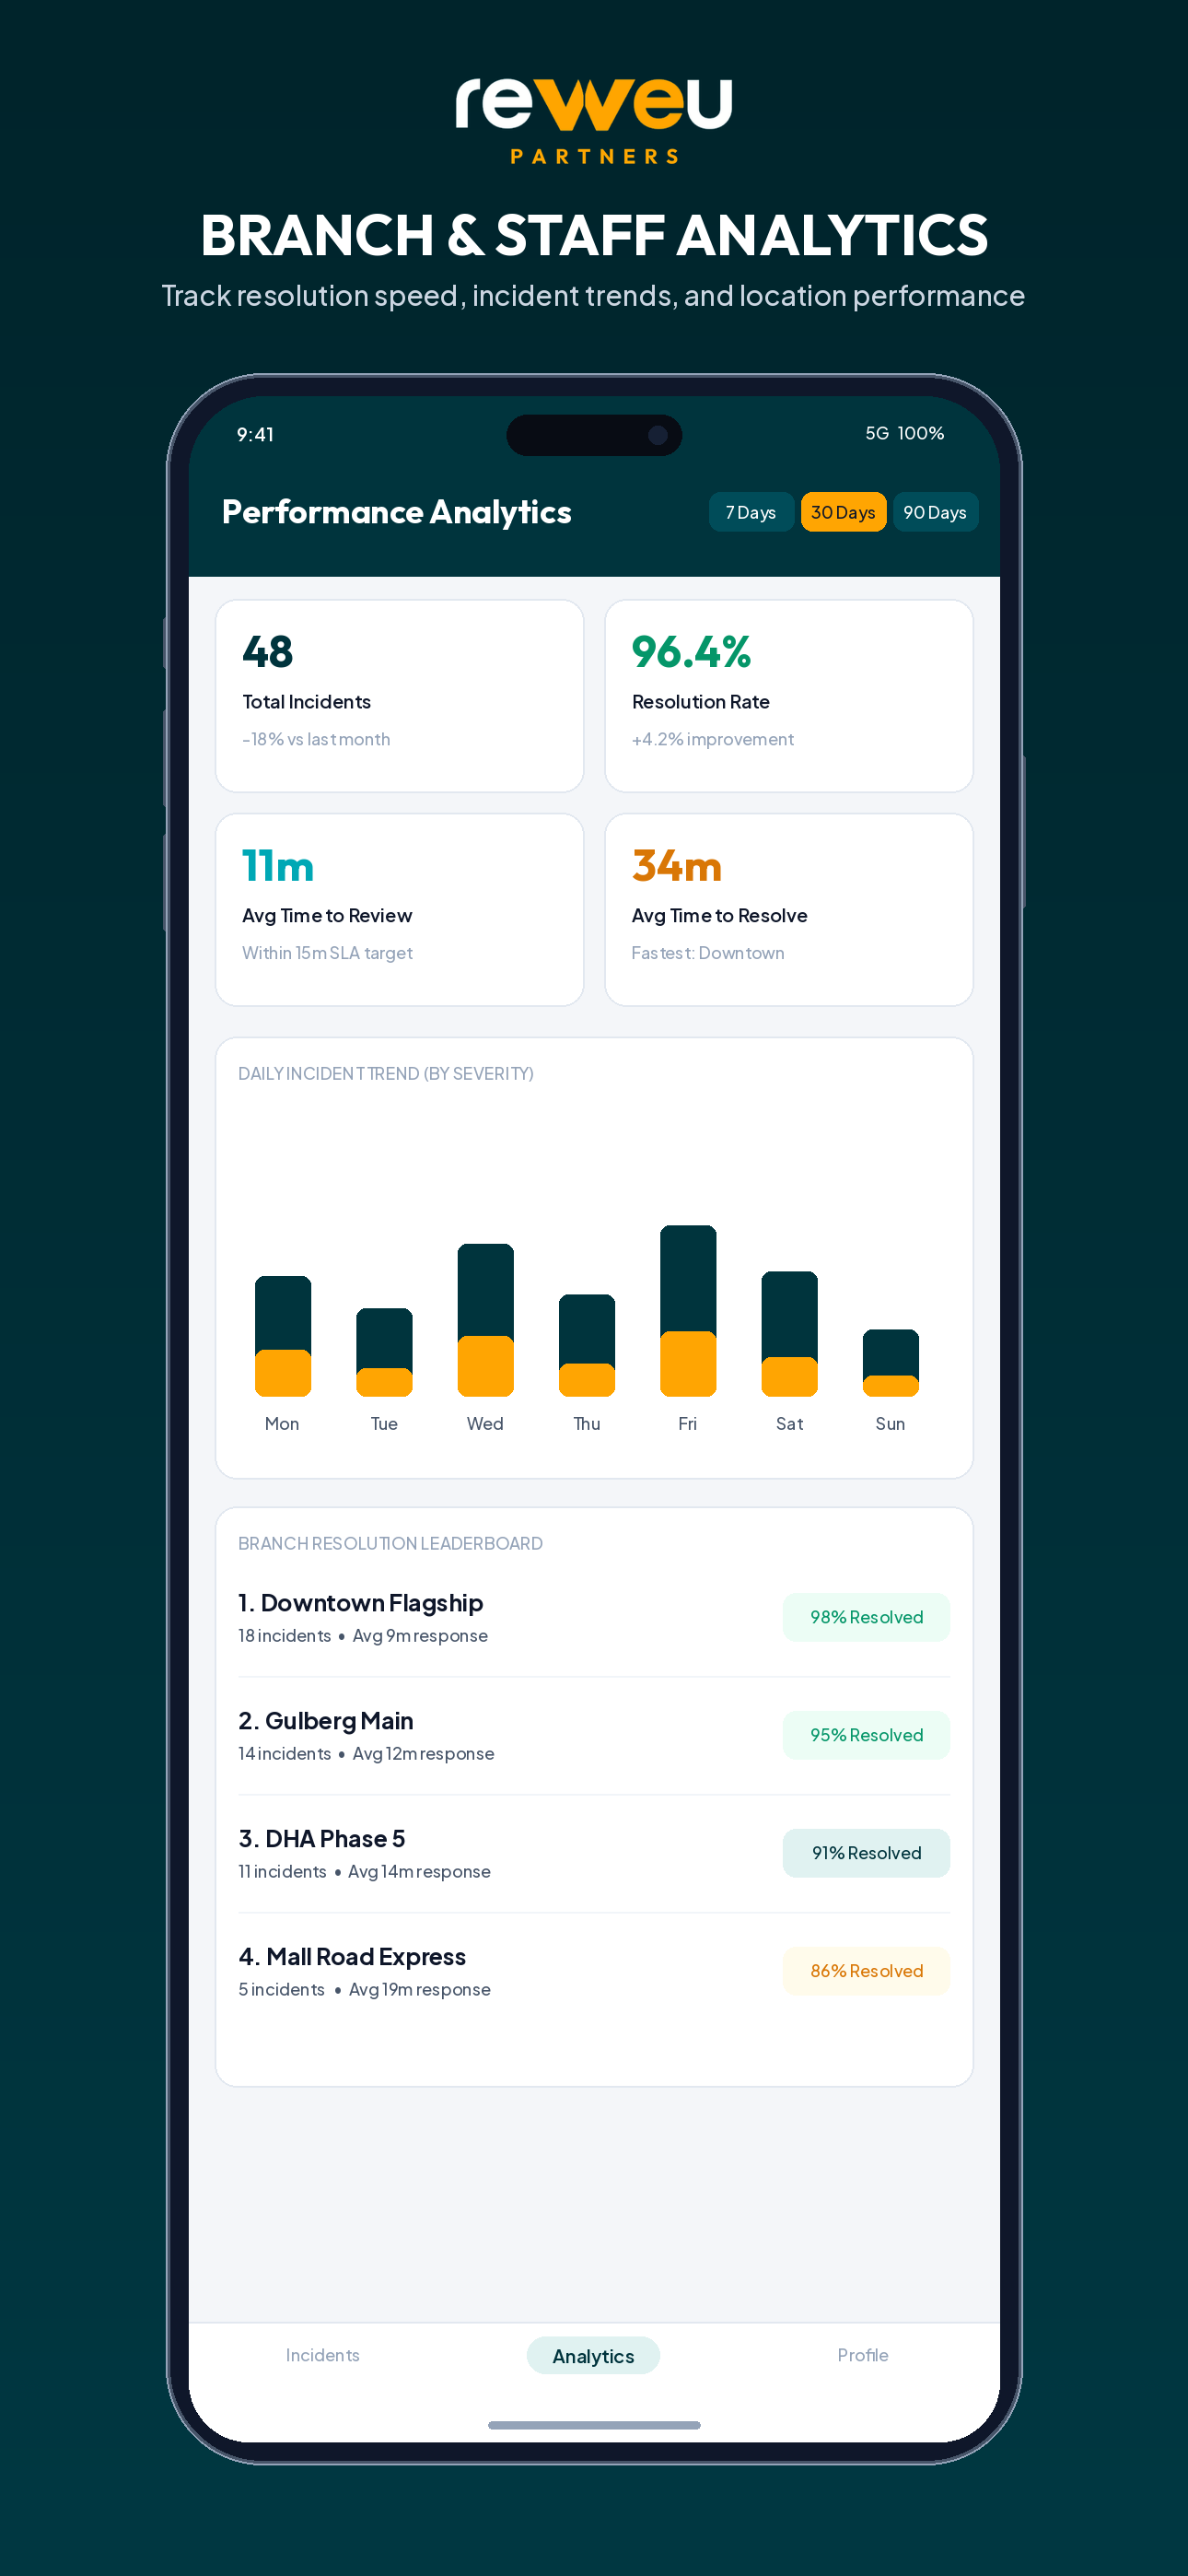 reweu
PARTNERS
BRANCH & STAFF ANALYTICS
Track resolution speed, incident trends, and location performance
9:41
5G 100%
Performance Analytics
7 Days
30 Days
90 Days
48
Total Incidents
-18% vs last month
96.4%
Resolution Rate
+4.2% improvement
11m
Avg Time to Review
Within 15m SLA target
34m
Avg Time to Resolve
Fastest: Downtown
DAILY INCIDENT TREND (BY SEVERITY)
Mon
Tue
Wed
Thu
Fri
Sat
Sun
BRANCH RESOLUTION LEADERBOARD
1. Downtown Flagship
18 incidents • Avg 9m response
98% Resolved
2. Gulberg Main
14 incidents • Avg 12m response
95% Resolved
3. DHA Phase 5
11 incidents • Avg 14m response
91% Resolved
4. Mall Road Express
5 incidents • Avg 19m response
86% Resolved
Incidents
Analytics
Profile